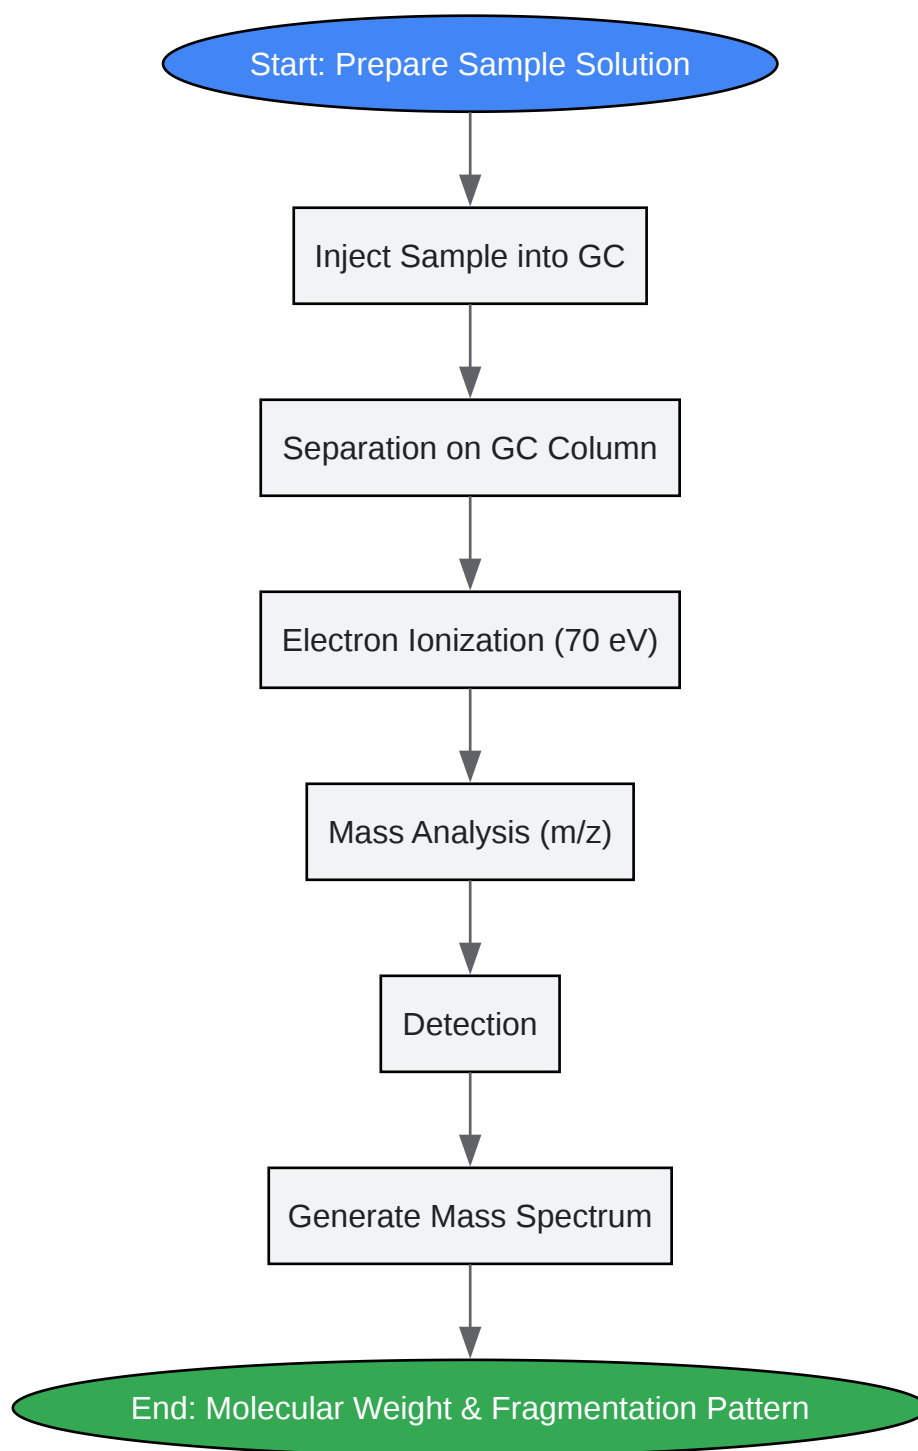 Start: Prepare Sample Solution
Inject Sample into GC
Separation on GC Column
Electron Ionization (70 eV)
Mass Analysis (m/z)
Detection
Generate Mass Spectrum
End: Molecular Weight & Fragmentation Pattern